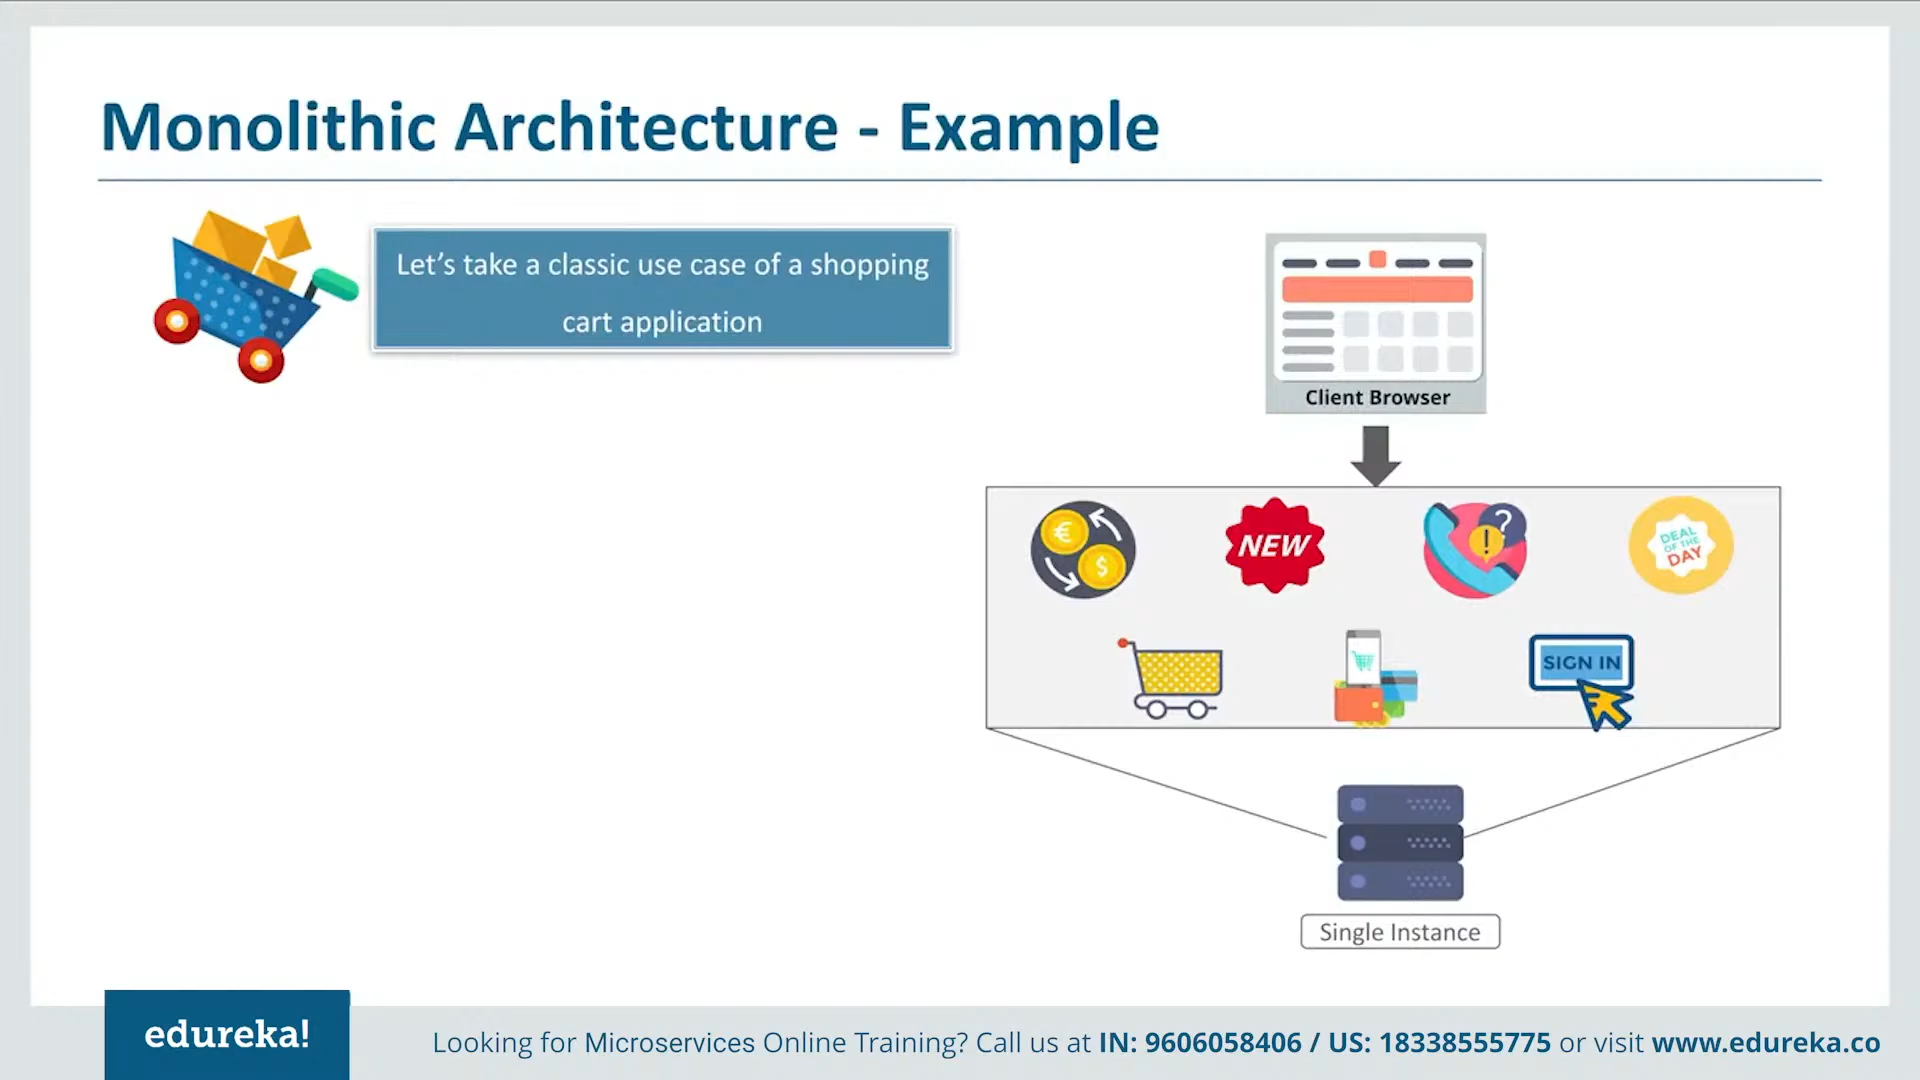 Monolithic Architecture - Example
Let's take a classic use case of a shopping
cart application
Client Browser
€
$
NEW
?
!
DEAL
OF THE
DAY
SIGN IN
Single Instance
edureka!
Looking for Microservices Online Training? Call us at IN: 9606058406 / US: 18338555775 or visit www.edureka.co